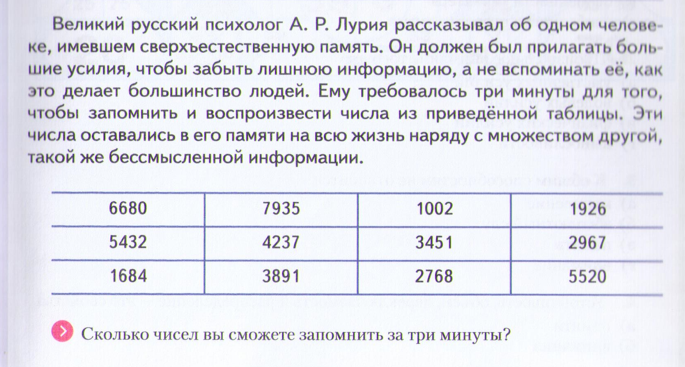 Великий русский психолог А. Р. Лурия рассказывал об одном челове-
ке, имевшем сверхъестественную память. Он должен был прилагать боль-
шие усилия, чтобы забыть лишнюю информацию, а не вспоминать её, как
это делает большинство людей. Ему требовалось три минуты для того,
чтобы запомнить и воспроизвести числа из приведённой таблицы. Эти
числа оставались в его памяти на всю жизнь наряду с множеством другой,
такой же бессмысленной информации.
6680 7935 1002 1926
5432 4237 3451 2967
1684 3891 2768 5520
Сколько чисел вы сможете запомнить за три минуты?